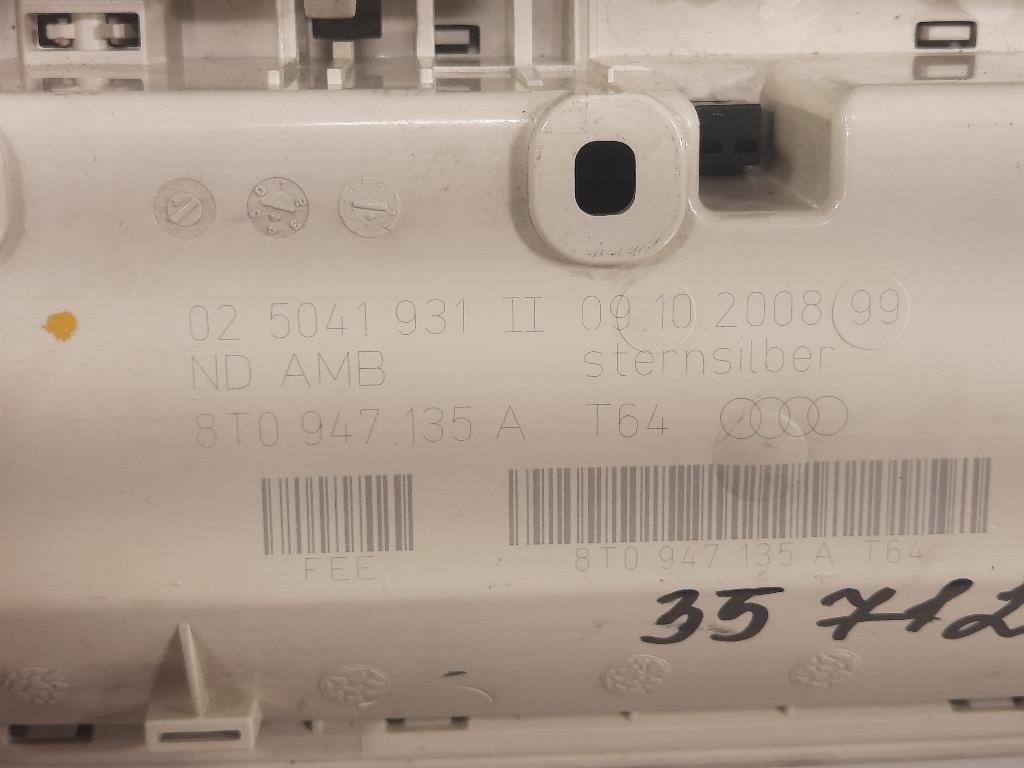 02 5041 931 II 09.10.2008 99
ND AMB sternsilber
8T0.947.135 A T64
FEE
8T0 947 135 A T64
35 712